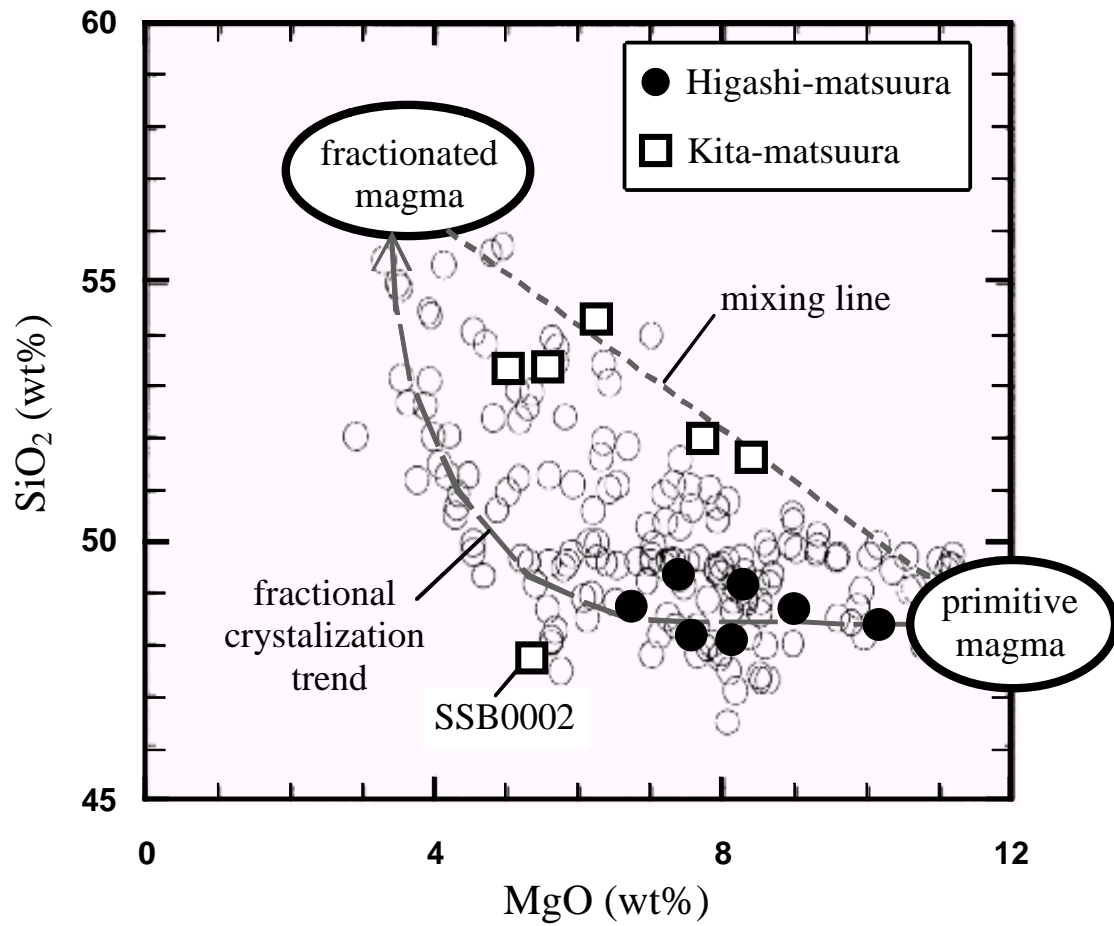 60
55
50
45
SiO2 (wt%)
0
4
8
12
MgO (wt%)
Higashi-matsuura
Kita-matsuura
fractionated
magma
mixing line
fractional
crystalization
trend
SSB0002
primitive
magma